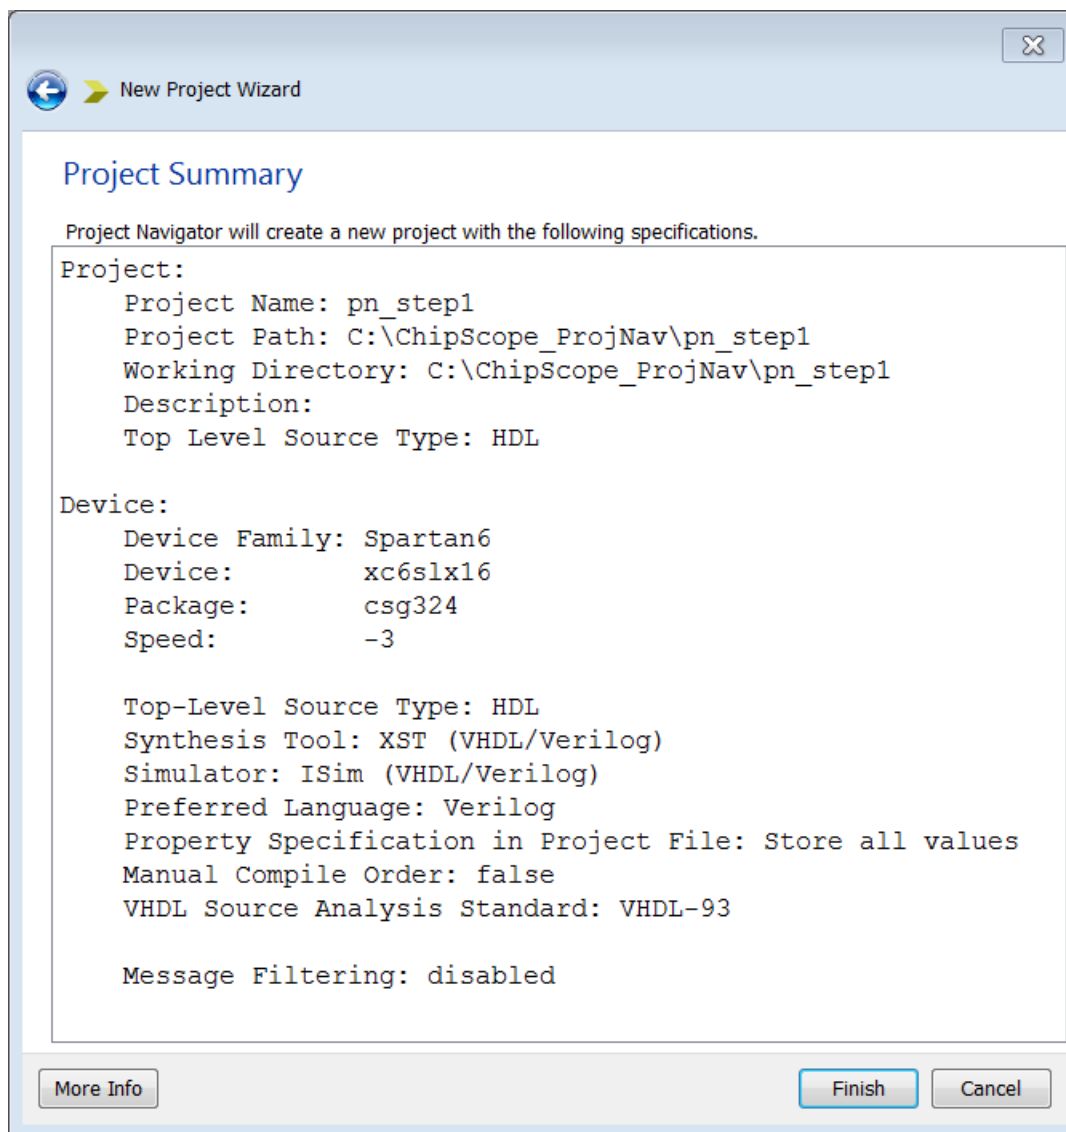 New Project Wizard
Project Summary
Project Navigator will create a new project with the following specifications.
Project:
    Project Name: pn_step1
    Project Path: C:\ChipScope_ProjNav\pn_step1
    Working Directory: C:\ChipScope_ProjNav\pn_step1
    Description:
    Top Level Source Type: HDL

Device:
    Device Family: Spartan6
    Device:        xc6slx16
    Package:       csg324
    Speed:         -3

    Top-Level Source Type: HDL
    Synthesis Tool: XST (VHDL/Verilog)
    Simulator: ISim (VHDL/Verilog)
    Preferred Language: Verilog
    Property Specification in Project File: Store all values
    Manual Compile Order: false
    VHDL Source Analysis Standard: VHDL-93

    Message Filtering: disabled
More Info Finish Cancel